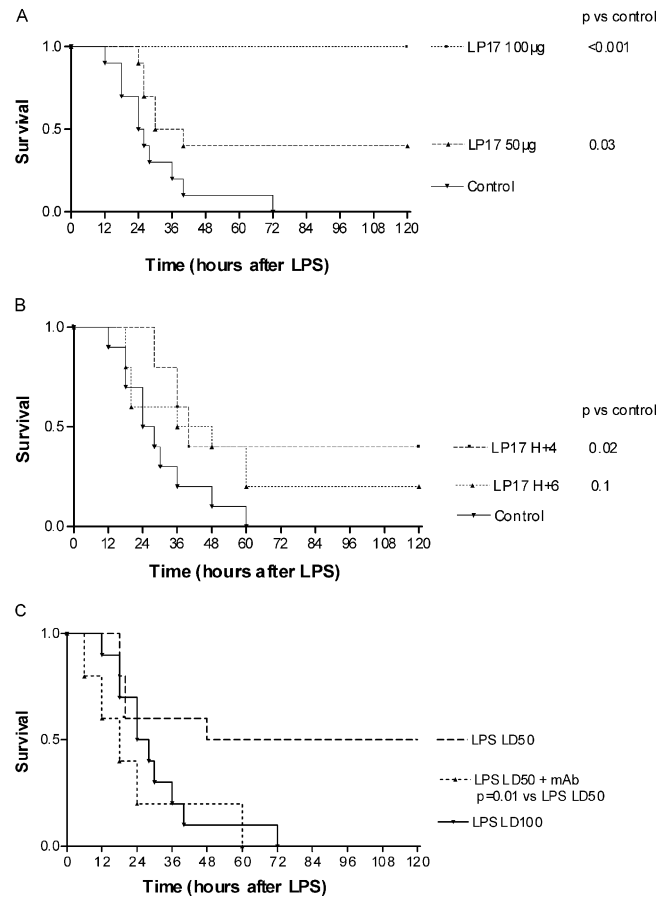 A
p vs control
LP17 100µg <0.001
LP17 50µg 0.03
Control
Survival
1.0
0.5
0.0
0 12 24 36 48 60 72 84 96 108 120
Time (hours after LPS)
B
p vs control
LP17 H+4 0.02
LP17 H+6 0.1
Control
Survival
1.0
0.5
0.0
0 12 24 36 48 60 72 84 96 108 120
Time (hours after LPS)
C
LPS LD50
LPS LD50 + mAb
p=0.01 vs LPS LD50
LPS LD100
Survival
1.0
0.5
0.0
0 12 24 36 48 60 72 84 96 108 120
Time (hours after LPS)